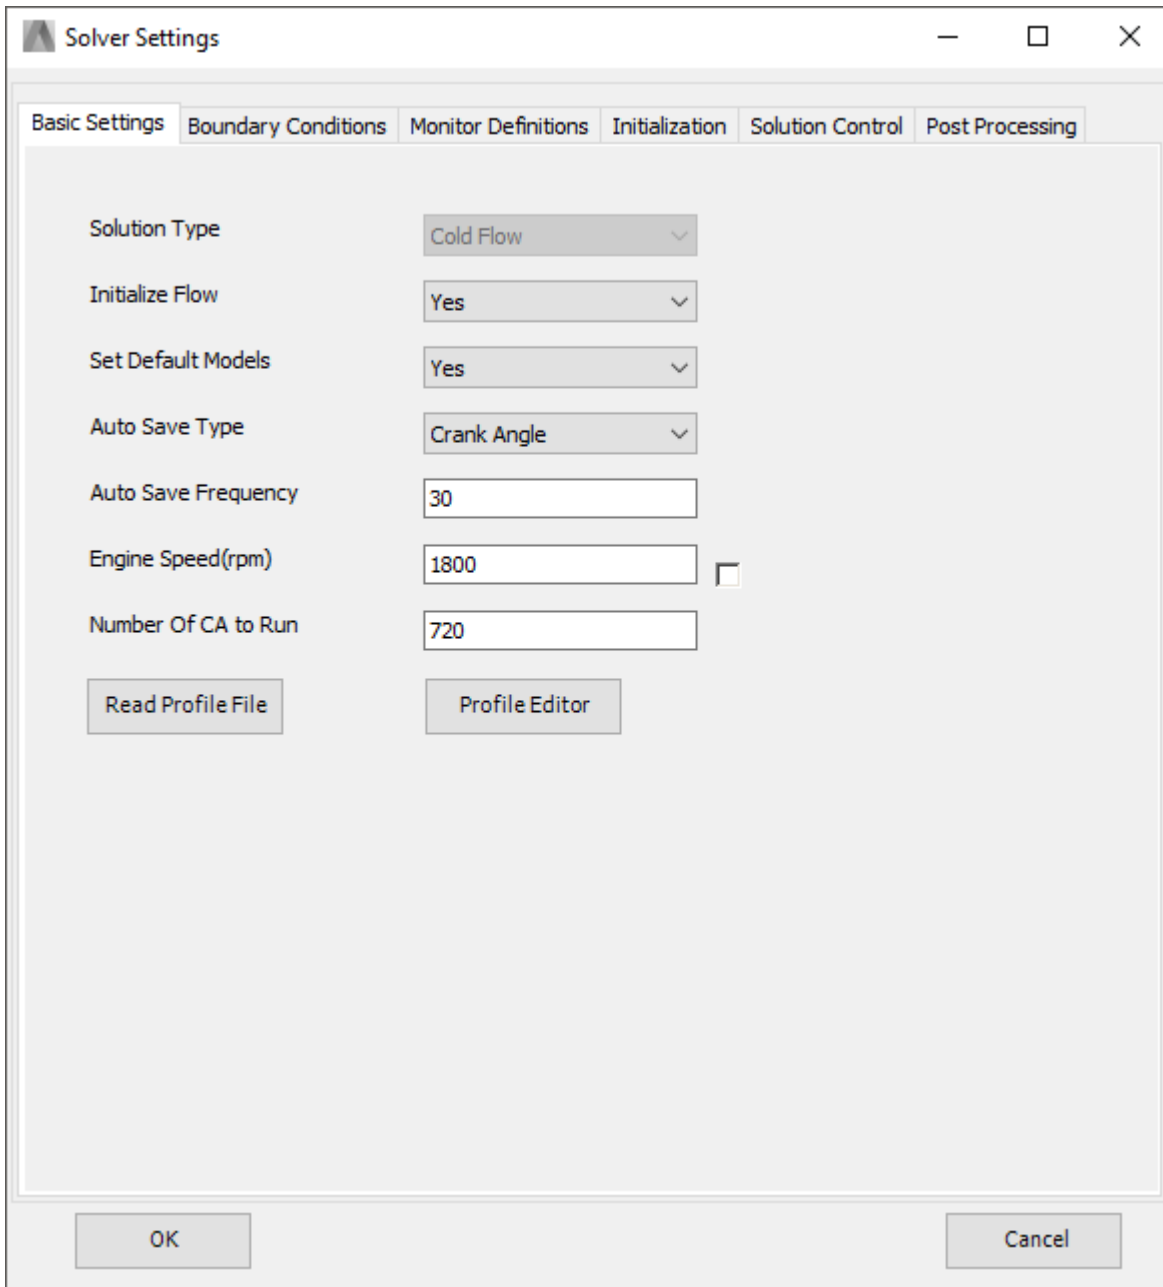 Solver Settings
Basic Settings Boundary Conditions Monitor Definitions Initialization Solution Control Post Processing
Solution Type Cold Flow
Initialize Flow Yes
Set Default Models Yes
Auto Save Type Crank Angle
Auto Save Frequency 30
Engine Speed(rpm) 1800
Number Of CA to Run 720
Read Profile File Profile Editor
OK Cancel